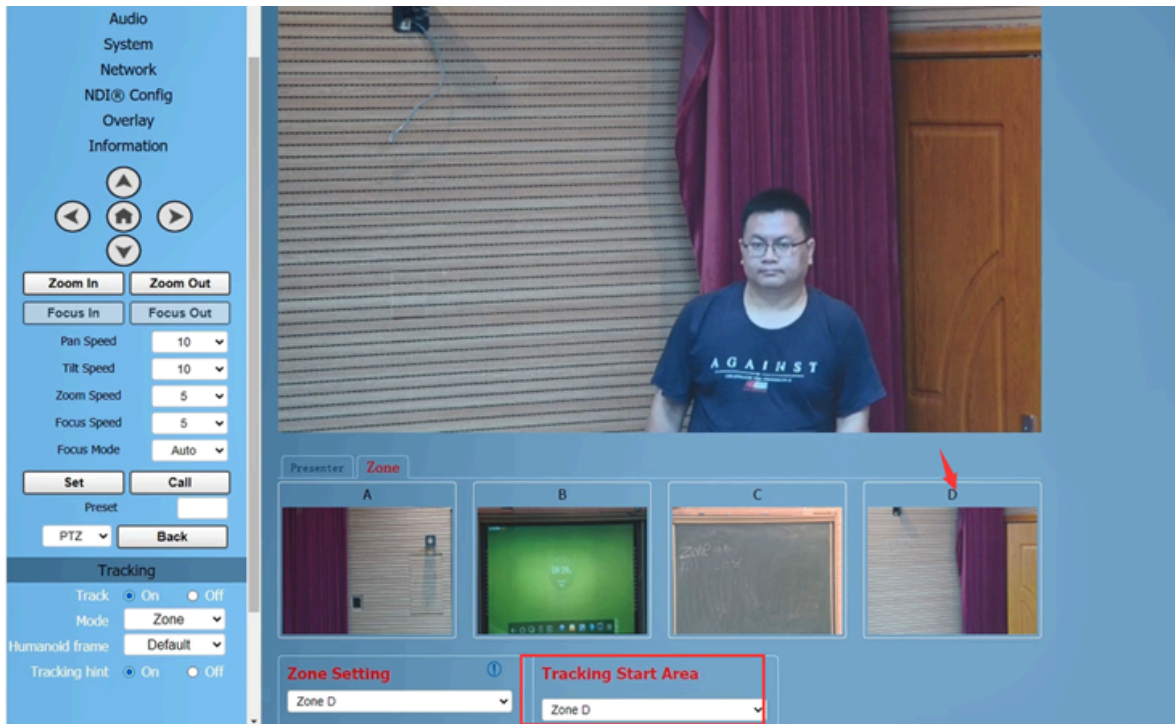 Audio
System
Network
NDI® Config
Overlay
Information
Zoom In Zoom Out
Focus In Focus Out
Pan Speed 10
Tilt Speed 10
Zoom Speed 5
Focus Speed 5
Focus Mode Auto
Set Call
Preset
PTZ Back
Tracking
Track On Off
Mode Zone
Humanoid frame Default
Tracking hint On Off
AGAINST
Presenter Zone
A B C D
Zone Setting
Zone D
Tracking Start Area
Zone D